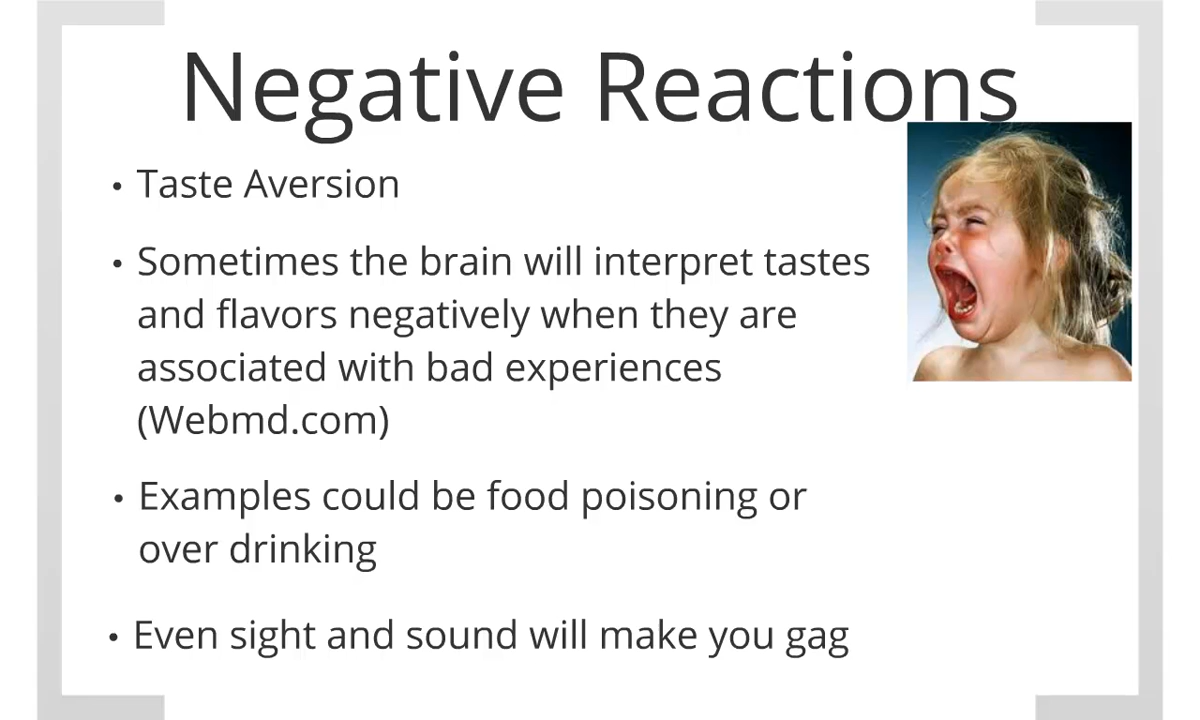 Negative Reactions
• Taste Aversion
• Sometimes the brain will interpret tastes
and flavors negatively when they are
associated with bad experiences
(Webmd.com)
• Examples could be food poisoning or
over drinking
• Even sight and sound will make you gag